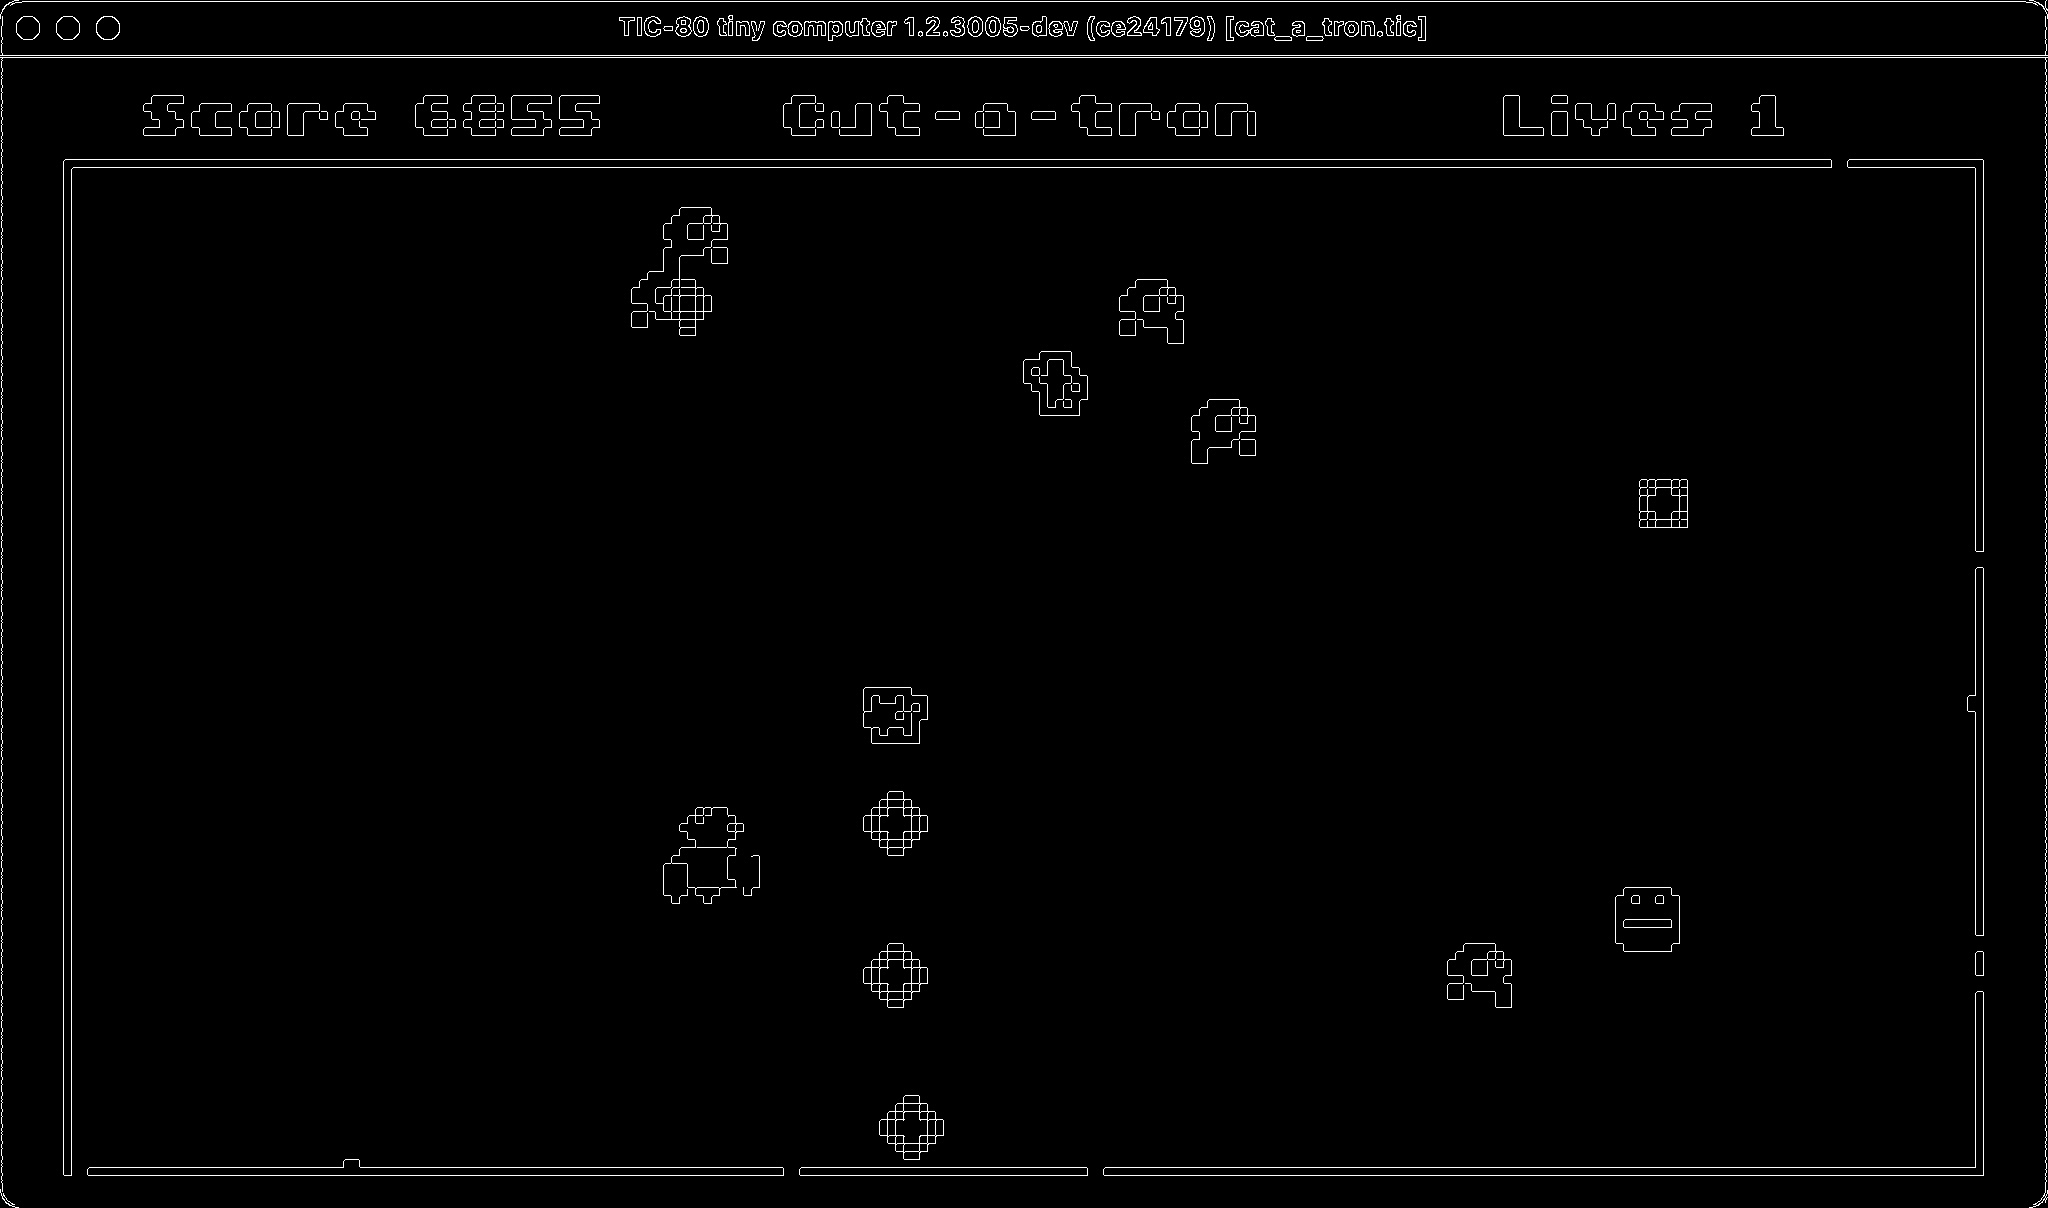 TIC-80 tiny computer 1.2.3005-dev (ce24179) [cat_a_tron.tic]
Score 6855 Cut-a-tron Lives 1